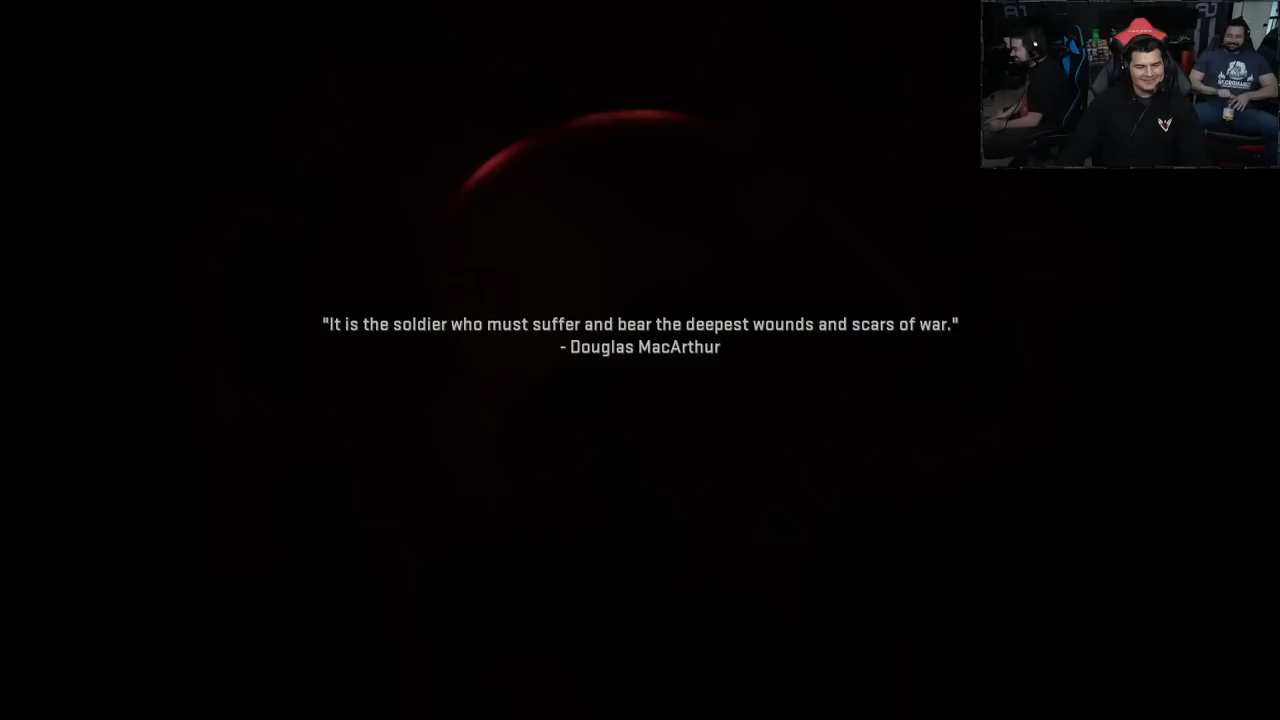 "It is the soldier who must suffer and bear the deepest wounds and scars of war."
- Douglas MacArthur